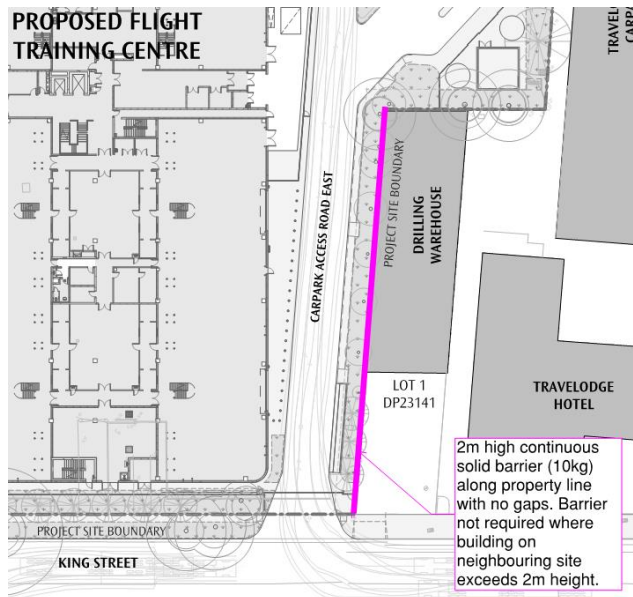 PROPOSED FLIGHT
TRAINING CENTRE
TRAVELO
CARPA
CARPARK ACCESS ROAD EAST
PROJECT SITE BOUNDARY
DRILLING
WAREHOUSE
LOT 1
DP23141
TRAVELODGE
HOTEL
2m high continuous
solid barrier (10kg)
along property line
with no gaps. Barrier
not required where
building on
neighbouring site
exceeds 2m height.
PROJECT SITE BOUNDARY
KING STREET